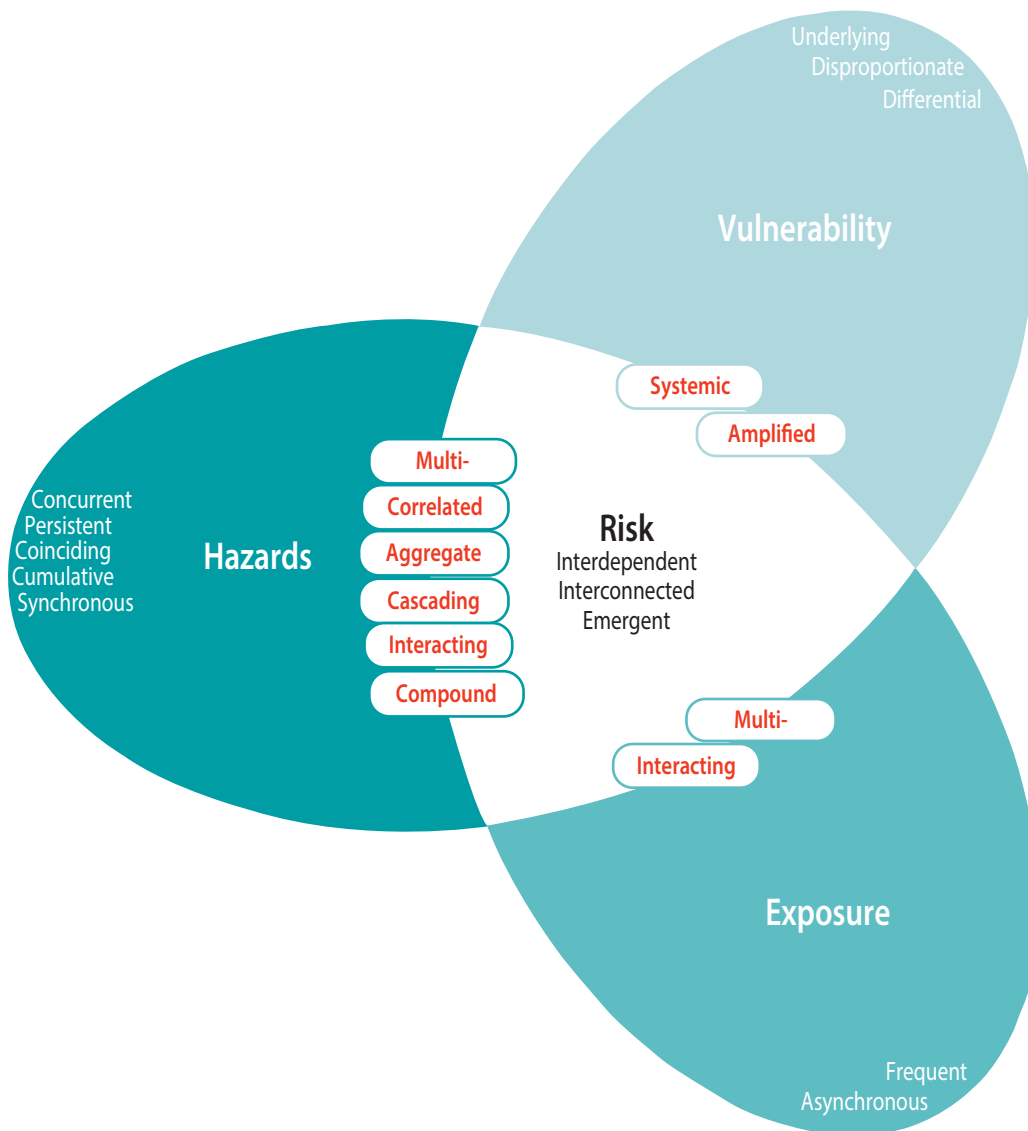 Underlying
Disproportionate
Differential
Vulnerability
Systemic
Amplified
Multi-
Correlated
Aggregate
Cascading
Interacting
Compound
Concurrent
Persistent
Coinciding
Cumulative
Synchronous
Hazards
Risk
Interdependent
Interconnected
Emergent
Multi-
Interacting
Exposure
Frequent
Asynchronous